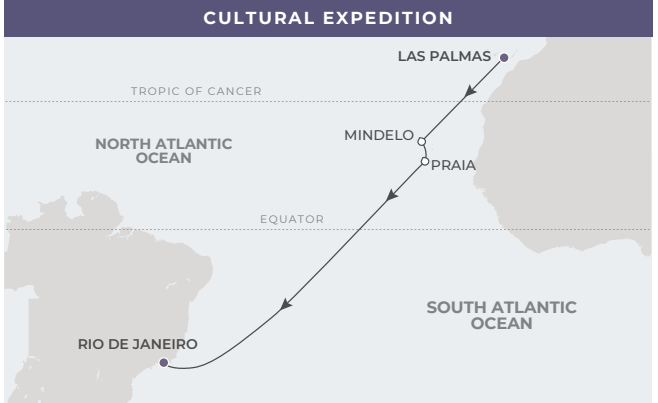 CULTURAL EXPEDITION
LAS PALMAS
TROPIC OF CANCER
MINDELO
NORTH ATLANTIC
OCEAN
PRAIA
EQUATOR
SOUTH ATLANTIC
OCEAN
RIO DE JANEIRO